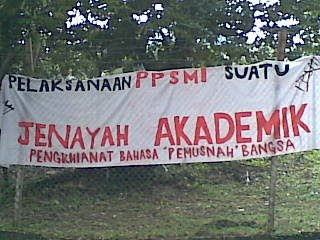 PELAKSANAAN PPSMI SUATU
JENAYAH AKADEMIK
PENGKHIANAT BAHASA 'PEMUSNAH' BANGSA